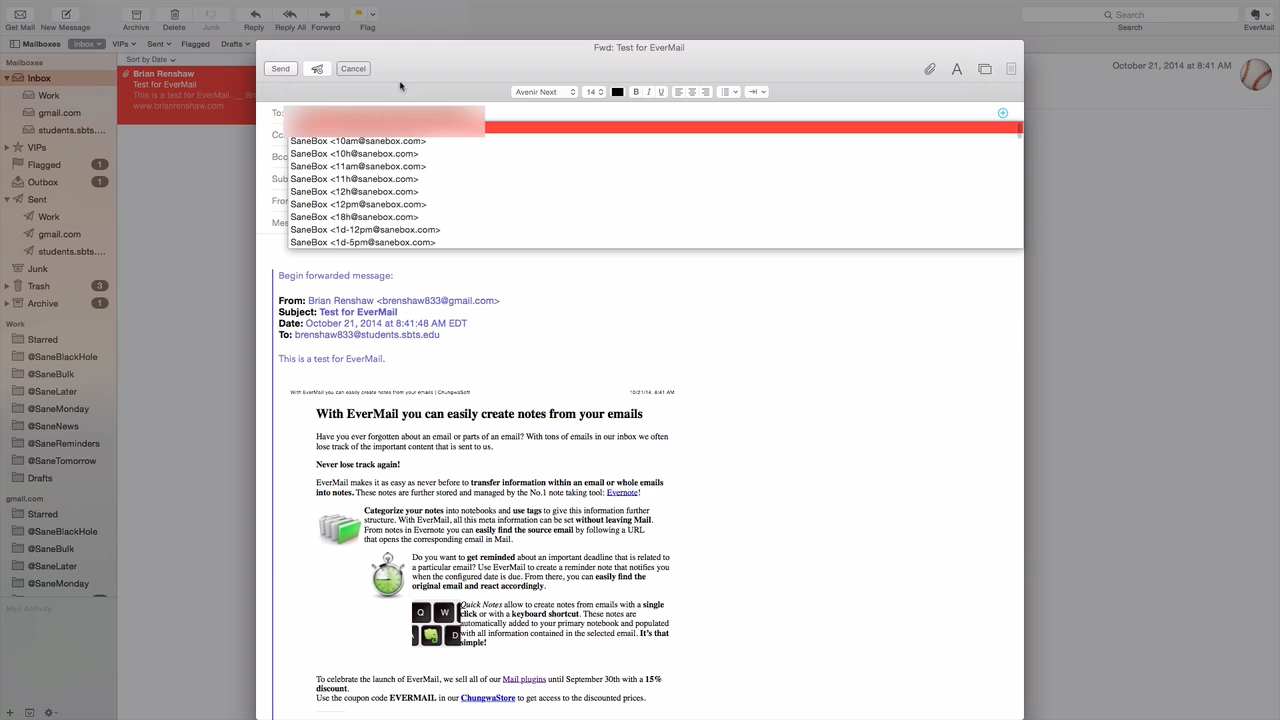 Fwd: Test for EverMail
Get Mail New Message Archive Delete Junk Reply Reply All Forward Flag Search Search EverMail
Mailboxes Inbox VIPs Sent Flagged Drafts
Send Cancel
October 21, 2014 at 8:41 AM
Avenir Next 14 B I U
Mailboxes
Inbox
Work
gmail.com
students.sbts....
VIPs
Flagged 1
Outbox 1
Sent
Work
gmail.com
students.sbts....
Junk
Trash 3
Archive 1
Work
Starred
@SaneBlackHole
@SaneBulk
@SaneLater
@SaneMonday
@SaneNews
@SaneReminders
@SaneTomorrow
Drafts
gmail.com
Starred
@SaneBlackHole
@SaneBulk
@SaneLater
@SaneMonday
Mail Activity
Sort by Date
Brian Renshaw
Test for EverMail
This is a test for EverMail. __ B
www.brianrenshaw.com
To:
Cc
Bcc
Sub
From
Mes
SaneBox <10am@sanebox.com>
SaneBox <10h@sanebox.com>
SaneBox <11am@sanebox.com>
SaneBox <11h@sanebox.com>
SaneBox <12h@sanebox.com>
SaneBox <12pm@sanebox.com>
SaneBox <18h@sanebox.com>
SaneBox <1d-12pm@sanebox.com>
SaneBox <1d-5pm@sanebox.com>
Begin forwarded message:
From: Brian Renshaw <brenshaw833@gmail.com>
Subject: Test for EverMail
Date: October 21, 2014 at 8:41:48 AM EDT
To: brenshaw833@students.sbts.edu
This is a test for EverMail.
With EverMail you can easily create notes from your emails | ChungwaSoft 10/21/14, 8:41 AM
With EverMail you can easily create notes from your emails
Have you ever forgotten about an email or parts of an email? With tons of emails in our inbox we often
lose track of the important content that is sent to us.
Never lose track again!
EverMail makes it as easy as never before to transfer information within an email or whole emails
into notes. These notes are further stored and managed by the No.1 note taking tool: Evernote!
Categorize your notes into notebooks and use tags to give this information further
structure. With EverMail, all this meta information can be set without leaving Mail.
From notes in Evernote you can easily find the source email by following a URL
that opens the corresponding email in Mail.
Do you want to get reminded about an important deadline that is related to
a particular email? Use EverMail to create a reminder note that notifies you
when the configured date is due. From there, you can easily find the
original email and react accordingly.
Q W
D
Quick Notes allow to create notes from emails with a single
click or with a keyboard shortcut. These notes are
automatically added to your primary notebook and populated
with all information contained in the selected email. It's that
simple!
To celebrate the launch of EverMail, we sell all of our Mail plugins until September 30th with a 15%
discount.
Use the coupon code EVERMAIL in our ChungwaStore to get access to the discounted prices.